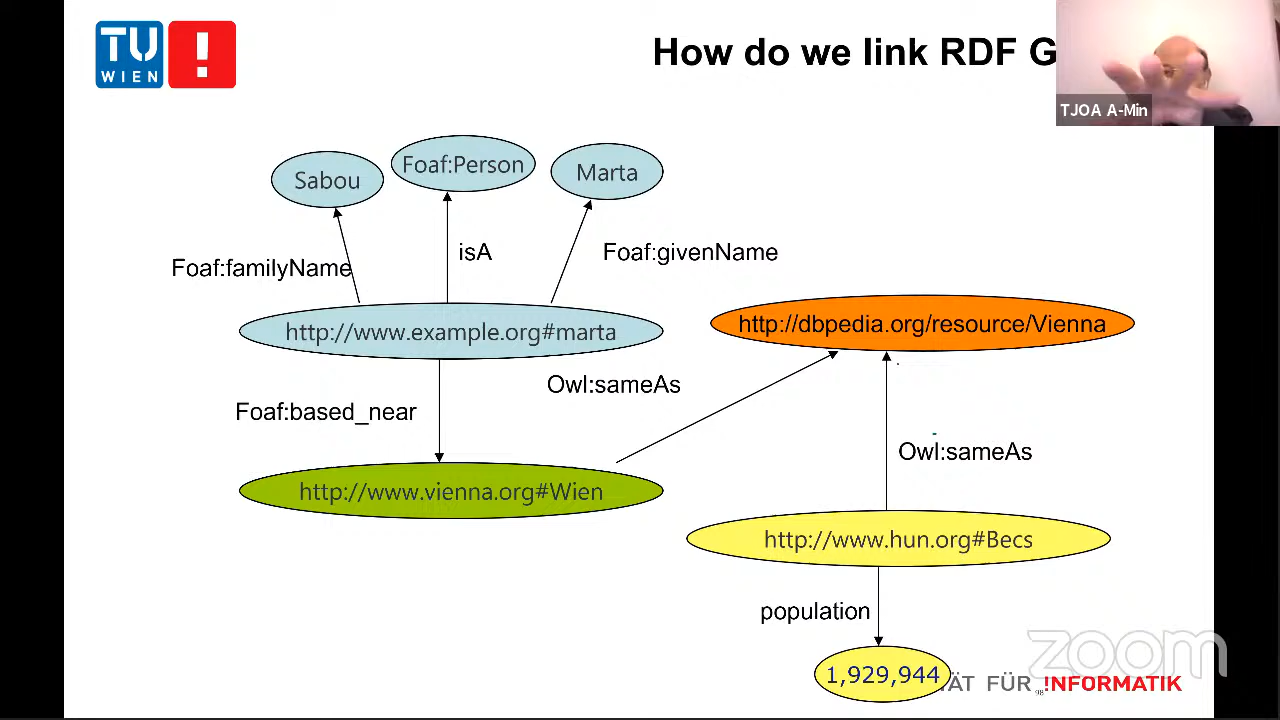 TU
WIEN
How do we link RDF G
TJOA A-Min
Sabou
Foaf:Person
Marta
Foaf:familyName
isA
Foaf:givenName
http://www.example.org#marta
http://dbpedia.org/resource/Vienna
Owl:sameAs
Foaf:based_near
Owl:sameAs
http://www.vienna.org#Wien
http://www.hun.org#Becs
population
1,929,944
zoom
ÄT FÜR !NFORMATIK
98